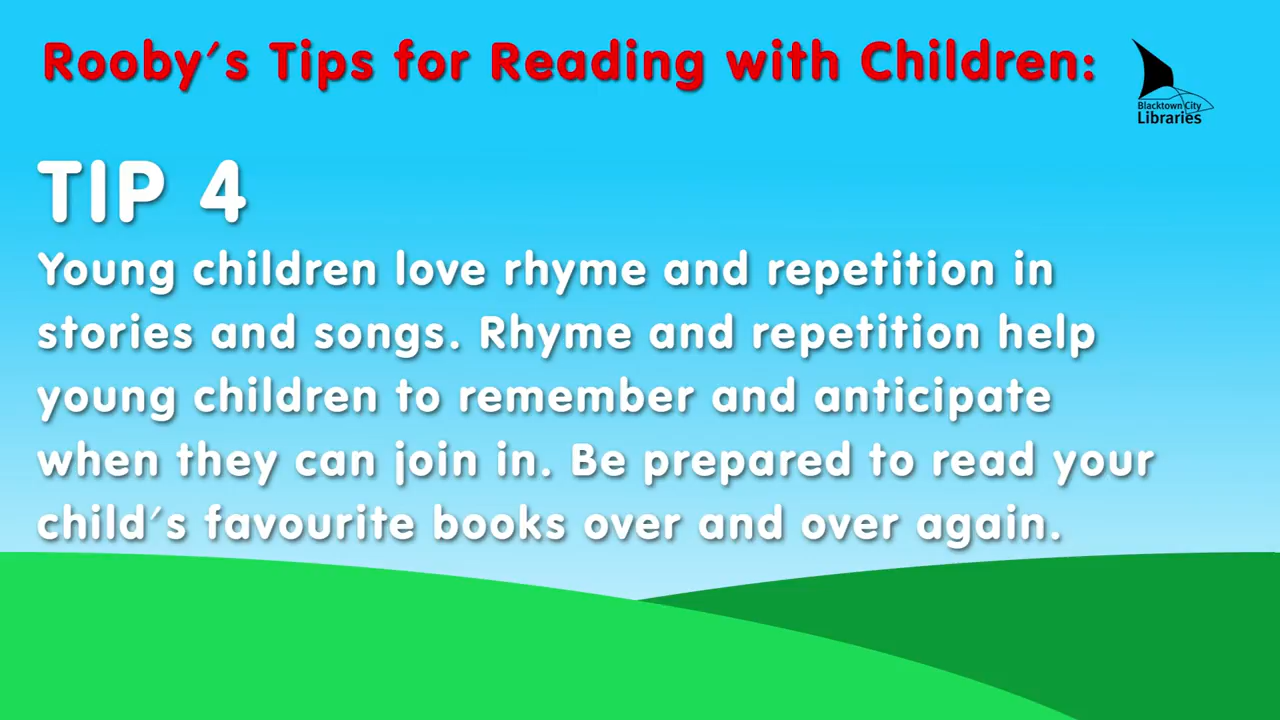 Rooby's Tips for Reading with Children:
Blacktown City
Libraries
TIP 4
Young children love rhyme and repetition in
stories and songs. Rhyme and repetition help
young children to remember and anticipate
when they can join in. Be prepared to read your
child's favourite books over and over again.